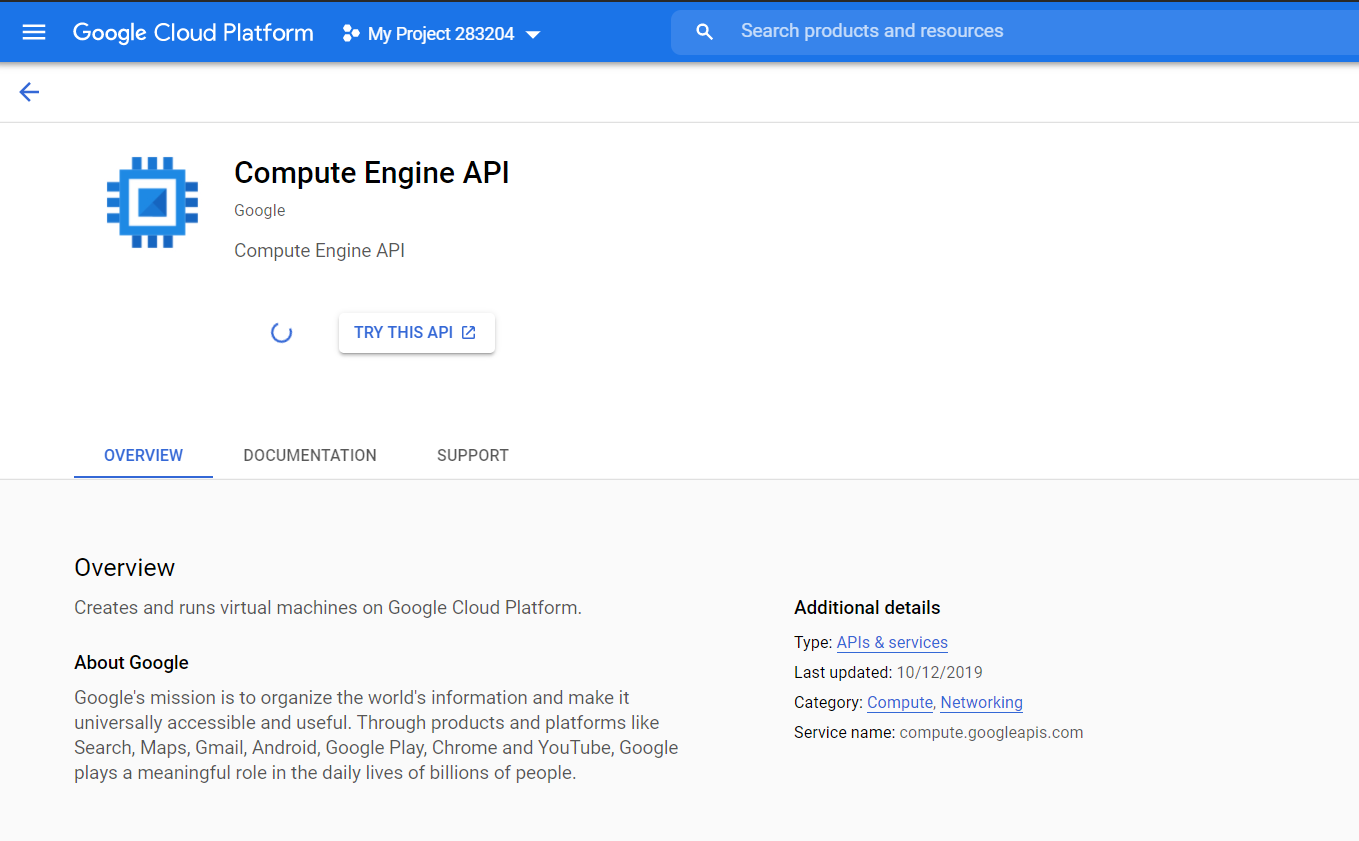 Google Cloud Platform My Project 283204 Search products and resources
Compute Engine API
Google
Compute Engine API
TRY THIS API
OVERVIEW DOCUMENTATION SUPPORT
Overview
Creates and runs virtual machines on Google Cloud Platform.
About Google
Google's mission is to organize the world's information and make it
universally accessible and useful. Through products and platforms like
Search, Maps, Gmail, Android, Google Play, Chrome and YouTube, Google
plays a meaningful role in the daily lives of billions of people.
Additional details
Type: APIs & services
Last updated: 10/12/2019
Category: Compute, Networking
Service name: compute.googleapis.com